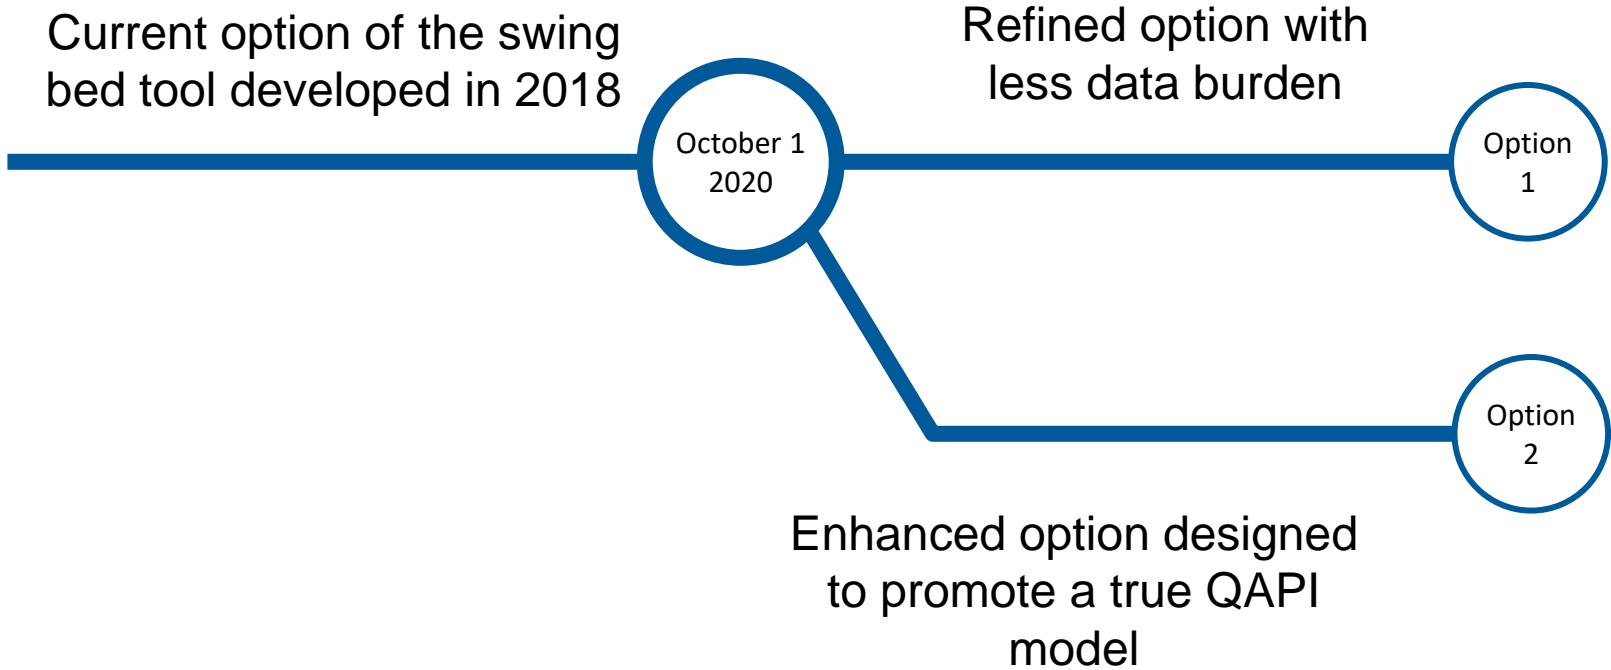 Current option of the swing
bed tool developed in 2018
October 1
2020
Refined option with
less data burden
Option
1
Option
2
Enhanced option designed
to promote a true QAPI
model